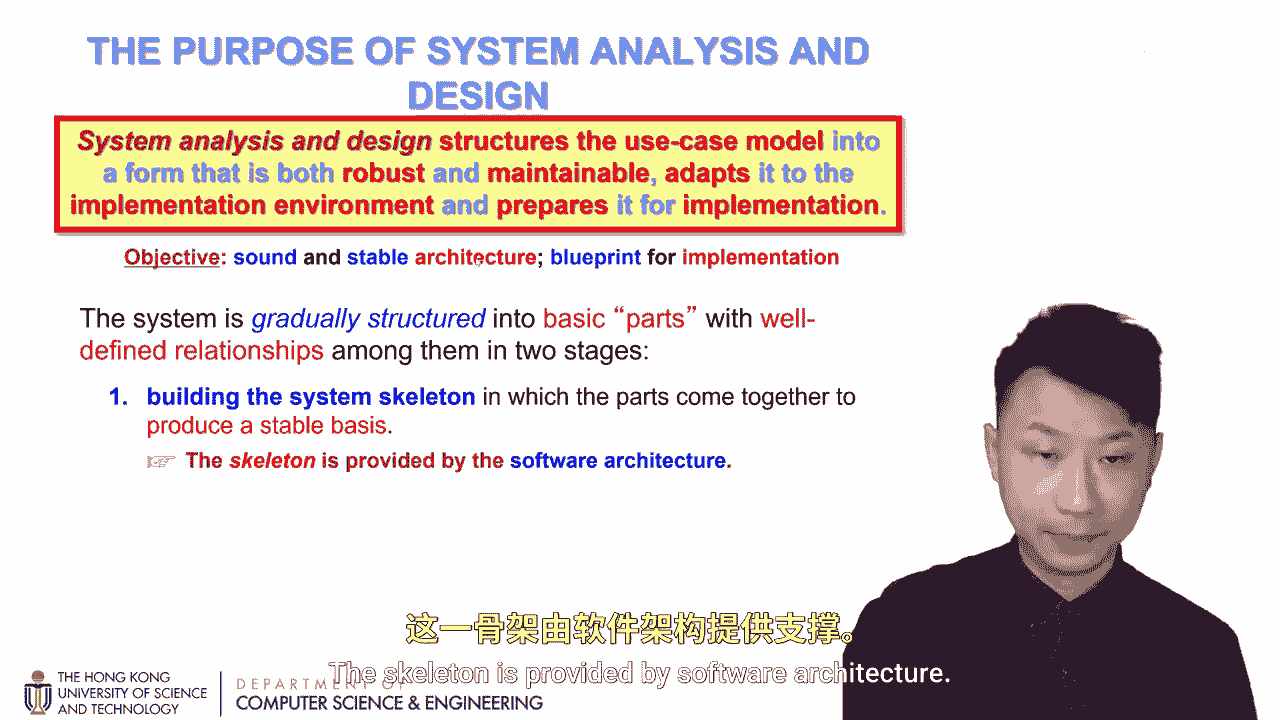 THE PURPOSE OF SYSTEM ANALYSIS AND
DESIGN
System analysis and design structures the use-case model into
a form that is both robust and maintainable, adapts it to the
implementation environment and prepares it for implementation.
Objective: sound and stable architecture; blueprint for implementation
The system is gradually structured into basic “parts” with well-
defined relationships among them in two stages:
1. building the system skeleton in which the parts come together to
produce a stable basis.
☞ The skeleton is provided by the software architecture.
这一骨架由软件架构提供支撑。
The skeleton is provided by software architecture.
THE HONG KONG
UNIVERSITY OF SCIENCE
AND TECHNOLOGY
DEPARTMENT OF
COMPUTER SCIENCE & ENGINEERING